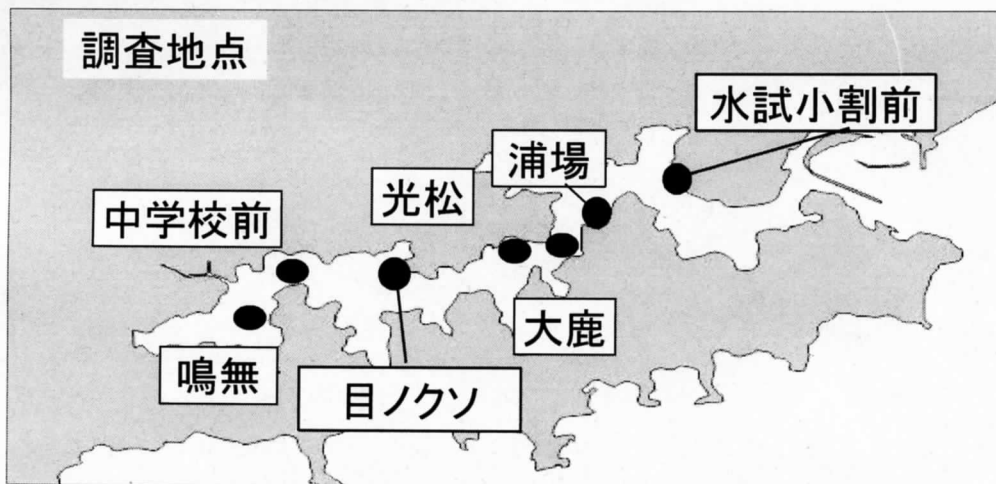 調査地点
水試小割前
浦場
光松
中学校前
大鹿
鳴無
目ノクソ